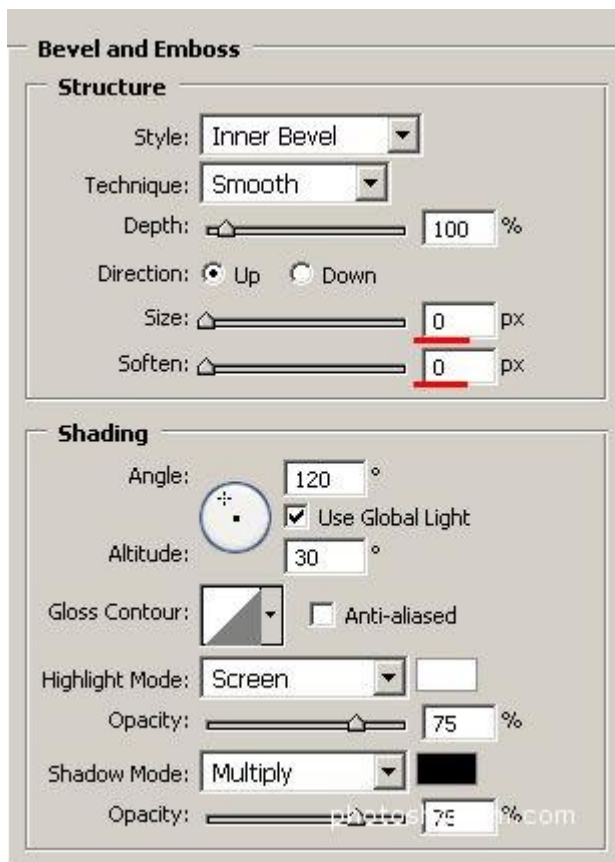 Bevel and Emboss
Structure
Style: Inner Bevel
Technique: Smooth
Depth: 100 %
Direction: Up Down
Size: 0 px
Soften: 0 px
Shading
Angle: 120 °
Use Global Light
Altitude: 30 °
Gloss Contour: Anti-aliased
Highlight Mode: Screen
Opacity: 75 %
Shadow Mode: Multiply
Opacity: 75 %